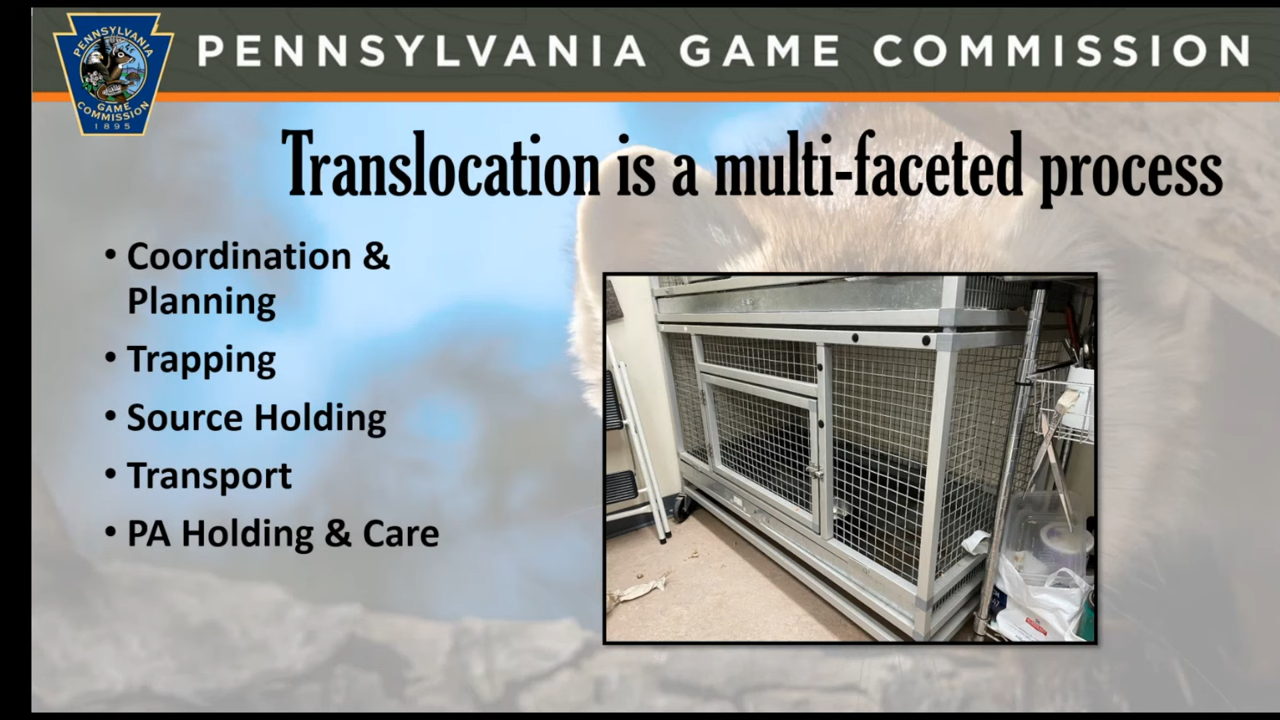 PENNSYLVANIA GAME COMMISSION
PENNSYLVANIA
GAME
COMMISSION
1895
Translocation is a multi-faceted process
• Coordination &
Planning
• Trapping
• Source Holding
• Transport
• PA Holding & Care